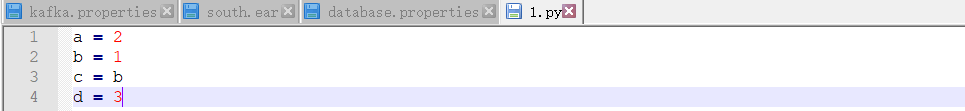 kafka.properties south.ear database.properties 1.py
1 a = 2
2 b = 1
3 c = b
4 d = 3